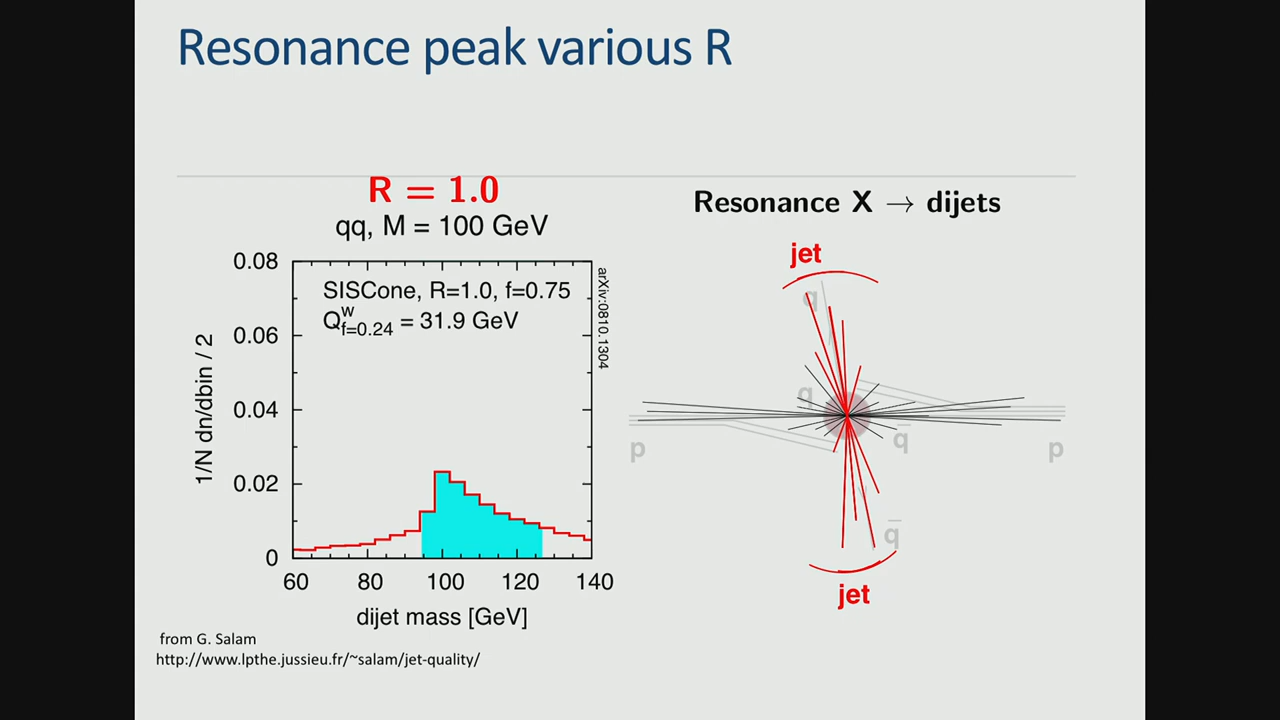 Resonance peak various R
R = 1.0
qq, M = 100 GeV
0.08
0.06
0.04
0.02
0
1/N dn/dbin / 2
SISCone, R=1.0, f=0.75
Q^w_{f=0.24} = 31.9 GeV
arXiv:0810.1304
60 80 100 120 140
dijet mass [GeV]
Resonance X → dijets
jet
q
q
p
q̄
p
q̄
jet
from G. Salam
http://www.lpthe.jussieu.fr/~salam/jet-quality/